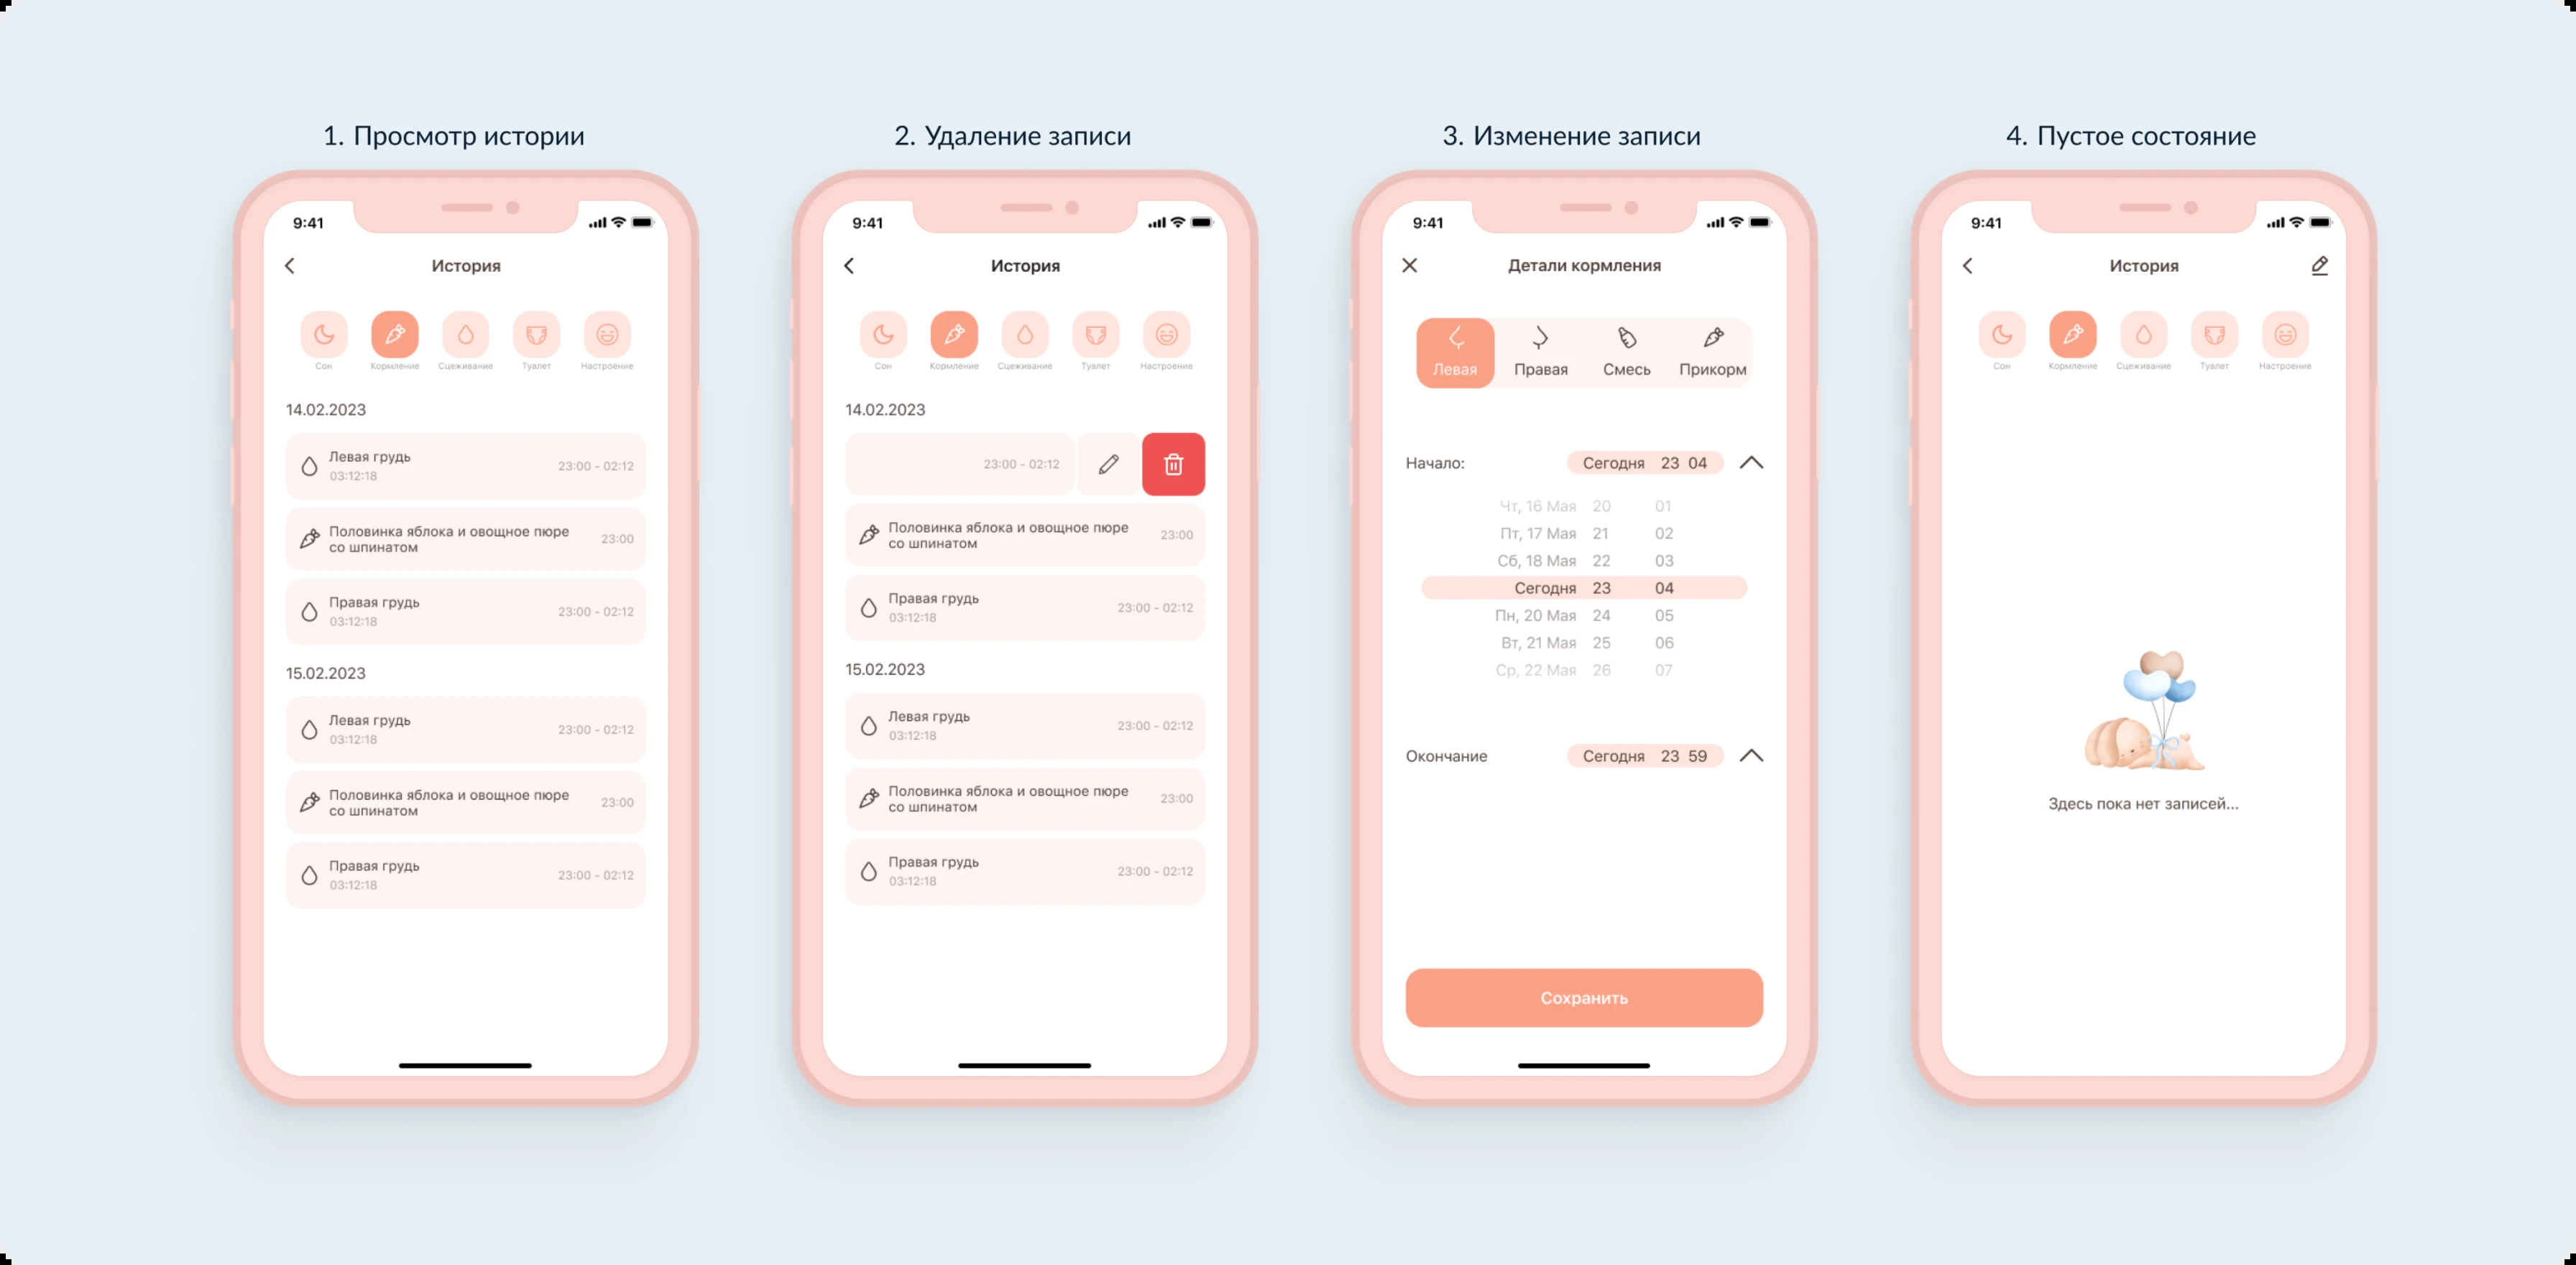 1. Просмотр истории
9:41
История
Сон Кормление Сцеживание Туалет Настроение
14.02.2023
Левая грудь
03:12:18
23:00 - 02:12
Половинка яблока и овощное пюре
со шпинатом
23:00
Правая грудь
03:12:18
23:00 - 02:12
15.02.2023
Левая грудь
03:12:18
23:00 - 02:12
Половинка яблока и овощное пюре
со шпинатом
23:00
Правая грудь
03:12:18
23:00 - 02:12
2. Удаление записи
9:41
История
Сон Кормление Сцеживание Туалет Настроение
14.02.2023
23:00 - 02:12
Половинка яблока и овощное пюре
со шпинатом
23:00
Правая грудь
03:12:18
23:00 - 02:12
15.02.2023
Левая грудь
03:12:18
23:00 - 02:12
Половинка яблока и овощное пюре
со шпинатом
23:00
Правая грудь
03:12:18
23:00 - 02:12
3. Изменение записи
9:41
Детали кормления
Левая Правая Смесь Прикорм
Начало: Сегодня 23 04
Чт, 16 Мая 20 01
Пт, 17 Мая 21 02
Сб, 18 Мая 22 03
Сегодня 23 04
Пн, 20 Мая 24 05
Вт, 21 Мая 25 06
Ср, 22 Мая 26 07
Окончание Сегодня 23 59
Сохранить
4. Пустое состояние
9:41
История
Сон Кормление Сцеживание Туалет Настроение
Здесь пока нет записей...